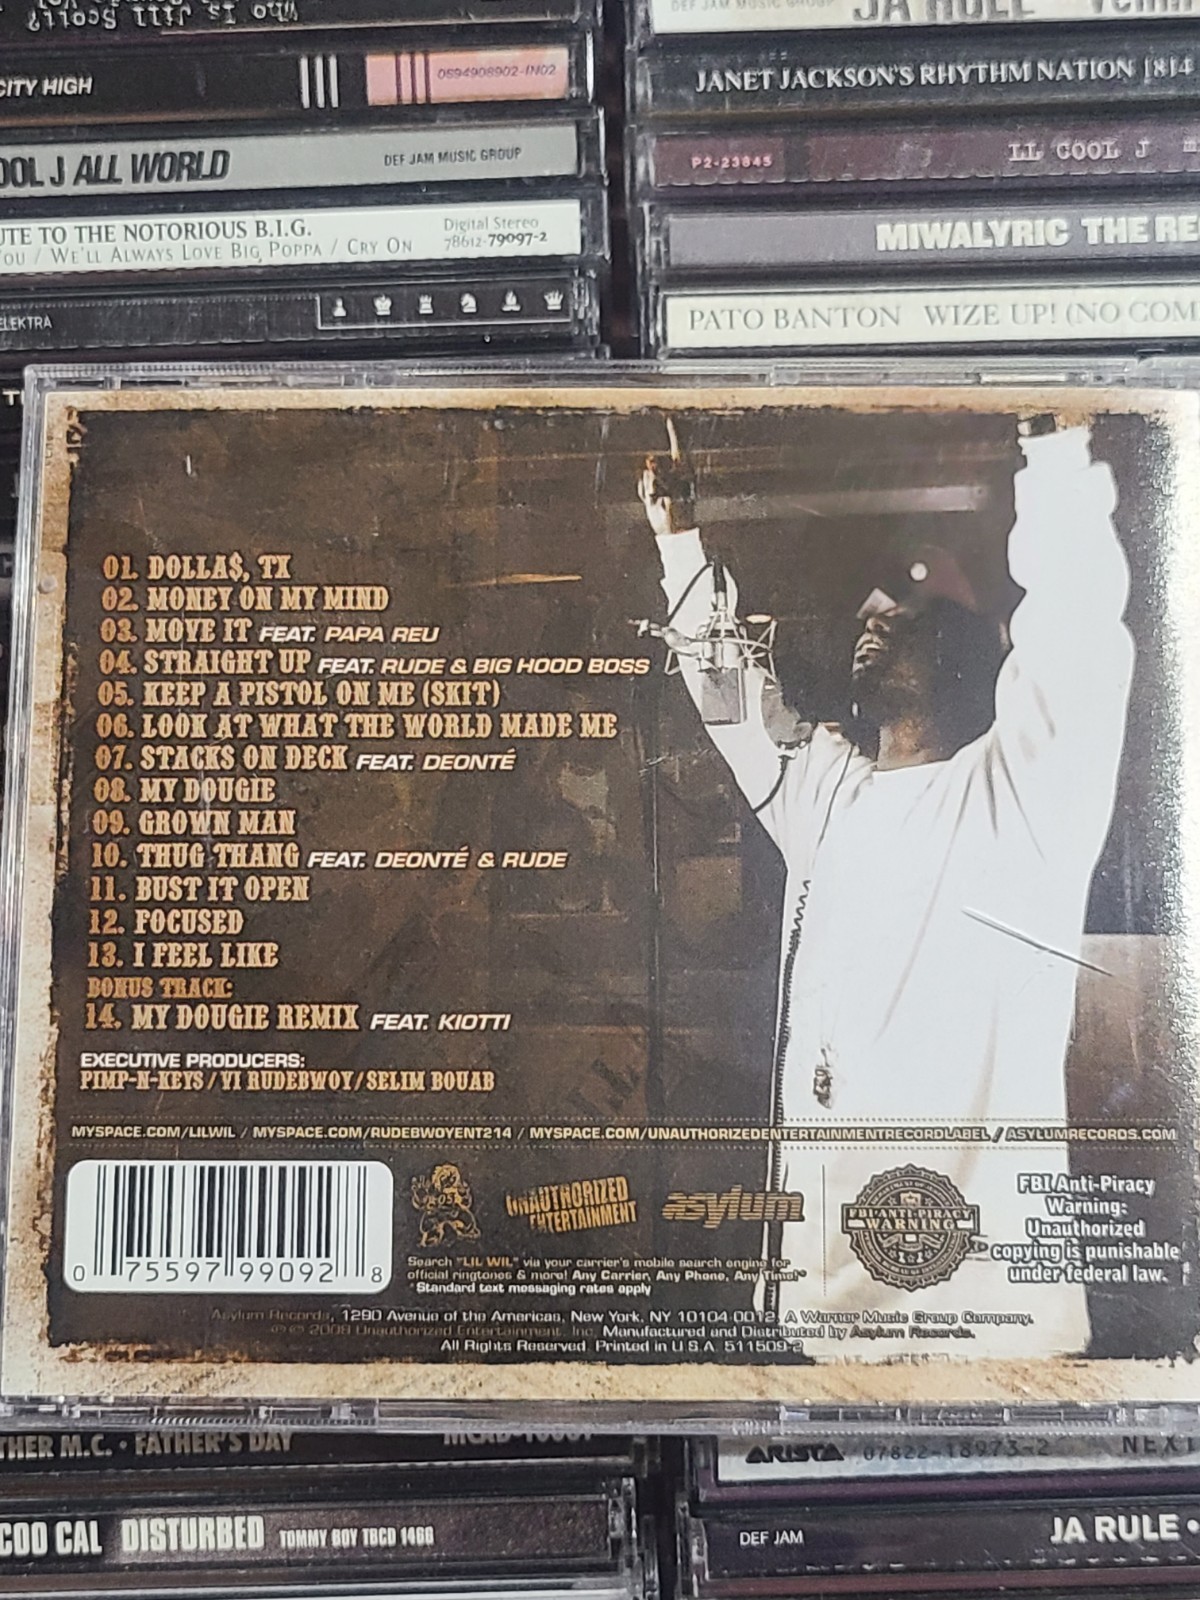 Who Is Jill Scott?
DEF JAM MUSIC GROUP
JA RULE
CITY HIGH
0694908902-IN02
JANET JACKSON'S RHYTHM NATION 1814
OOL J ALL WORLD
DEF JAM MUSIC GROUP
P2-23845
LL COOL J
UTE TO THE NOTORIOUS B.I.G.
Digital Stereo
YOU / WE'LL ALWAYS LOVE BIG POPPA / CRY ON
78612-79097-2
MIWALYRIC THE RE
ELEKTRA
PATO BANTON WIZE UP! (NO COM
01. DOLLA$, TX
02. MONEY ON MY MIND
03. MOVE IT FEAT. PAPA REU
04. STRAIGHT UP FEAT. RUDE & BIG HOOD BOSS
05. KEEP A PISTOL ON ME (SKIT)
06. LOOK AT WHAT THE WORLD MADE ME
07. STACKS ON DECK FEAT. DEONTÉ
08. MY DOUGIE
09. GROWN MAN
10. THUG THANG FEAT. DEONTÉ & RUDE
11. BUST IT OPEN
12. FOCUSED
13. I FEEL LIKE
BONUS TRACK:
14. MY DOUGIE REMIX FEAT. KIOTTI
EXECUTIVE PRODUCERS:
PIMP-N-KEYS / VI RUDEBWOY / SELIM BOUAB
MYSPACE.COM/LILWIL / MYSPACE.COM/RUDEBWOYENT214 / MYSPACE.COM/UNAUTHORIZEDENTERTAINMENTRECORDLABEL / ASYLUMRECORDS.COM
0 75597 99092 8
UNAUTHORIZED
ENTERTAINMENT
asylum
FBI ANTI-PIRACY
WARNING
FBI Anti-Piracy
Warning:
Unauthorized
copying is punishable
under federal law.
Search "LIL WIL" via your carrier's mobile search engine for
official ringtones & more! Any Carrier, Any Phone, Any Time!*
*Standard text messaging rates apply
Asylum Records, 1290 Avenue of the Americas, New York, NY 10104-0012. A Warner Music Group Company.
℗ © 2008 Unauthorized Entertainment, Inc. Manufactured and Distributed by Asylum Records.
All Rights Reserved. Printed in U.S.A. 511509-2
THER M.C. • FATHER'S DAY
ARISTA 07822-18973-2 NEXT
COO CAL DISTURBED TOMMY BOY TBCD 1468
DEF JAM
JA RULE •